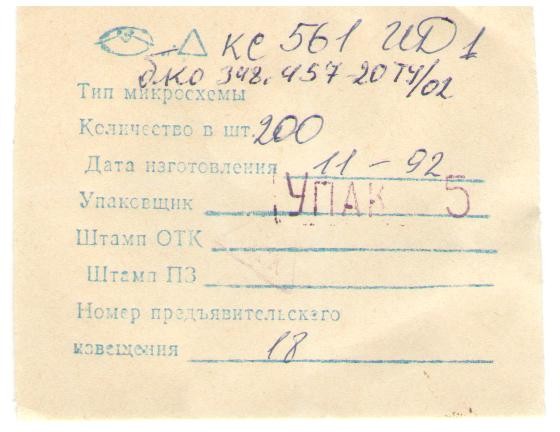 КС 561 ИД1
бКО 348.457-20ТУ/02
Тип микросхемы
Количество в шт. 200
Дата изготовления 11-92
Упаковщик УПАК 5
Штамп ОТК
Штамп ПЗ
Номер предъявительского
извещения 18